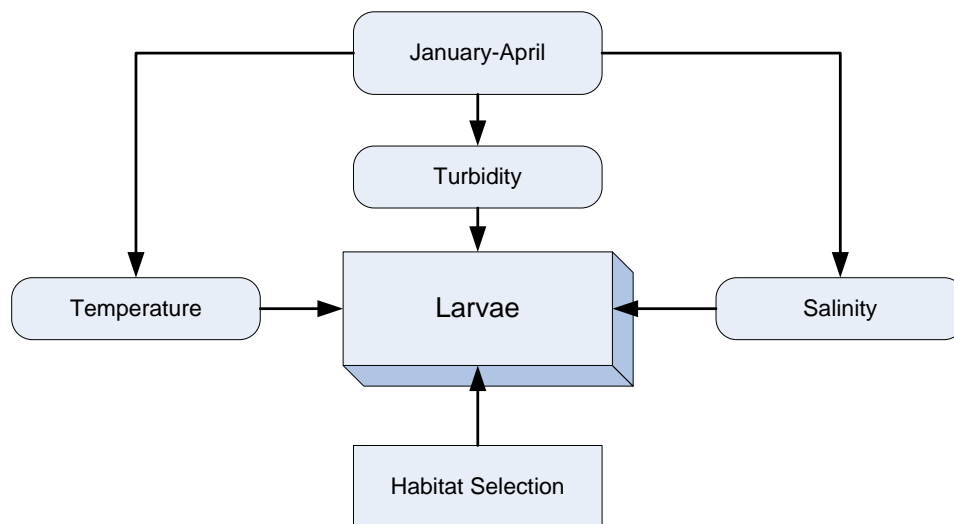 January-April
Turbidity
Temperature
Larvae
Salinity
Habitat Selection